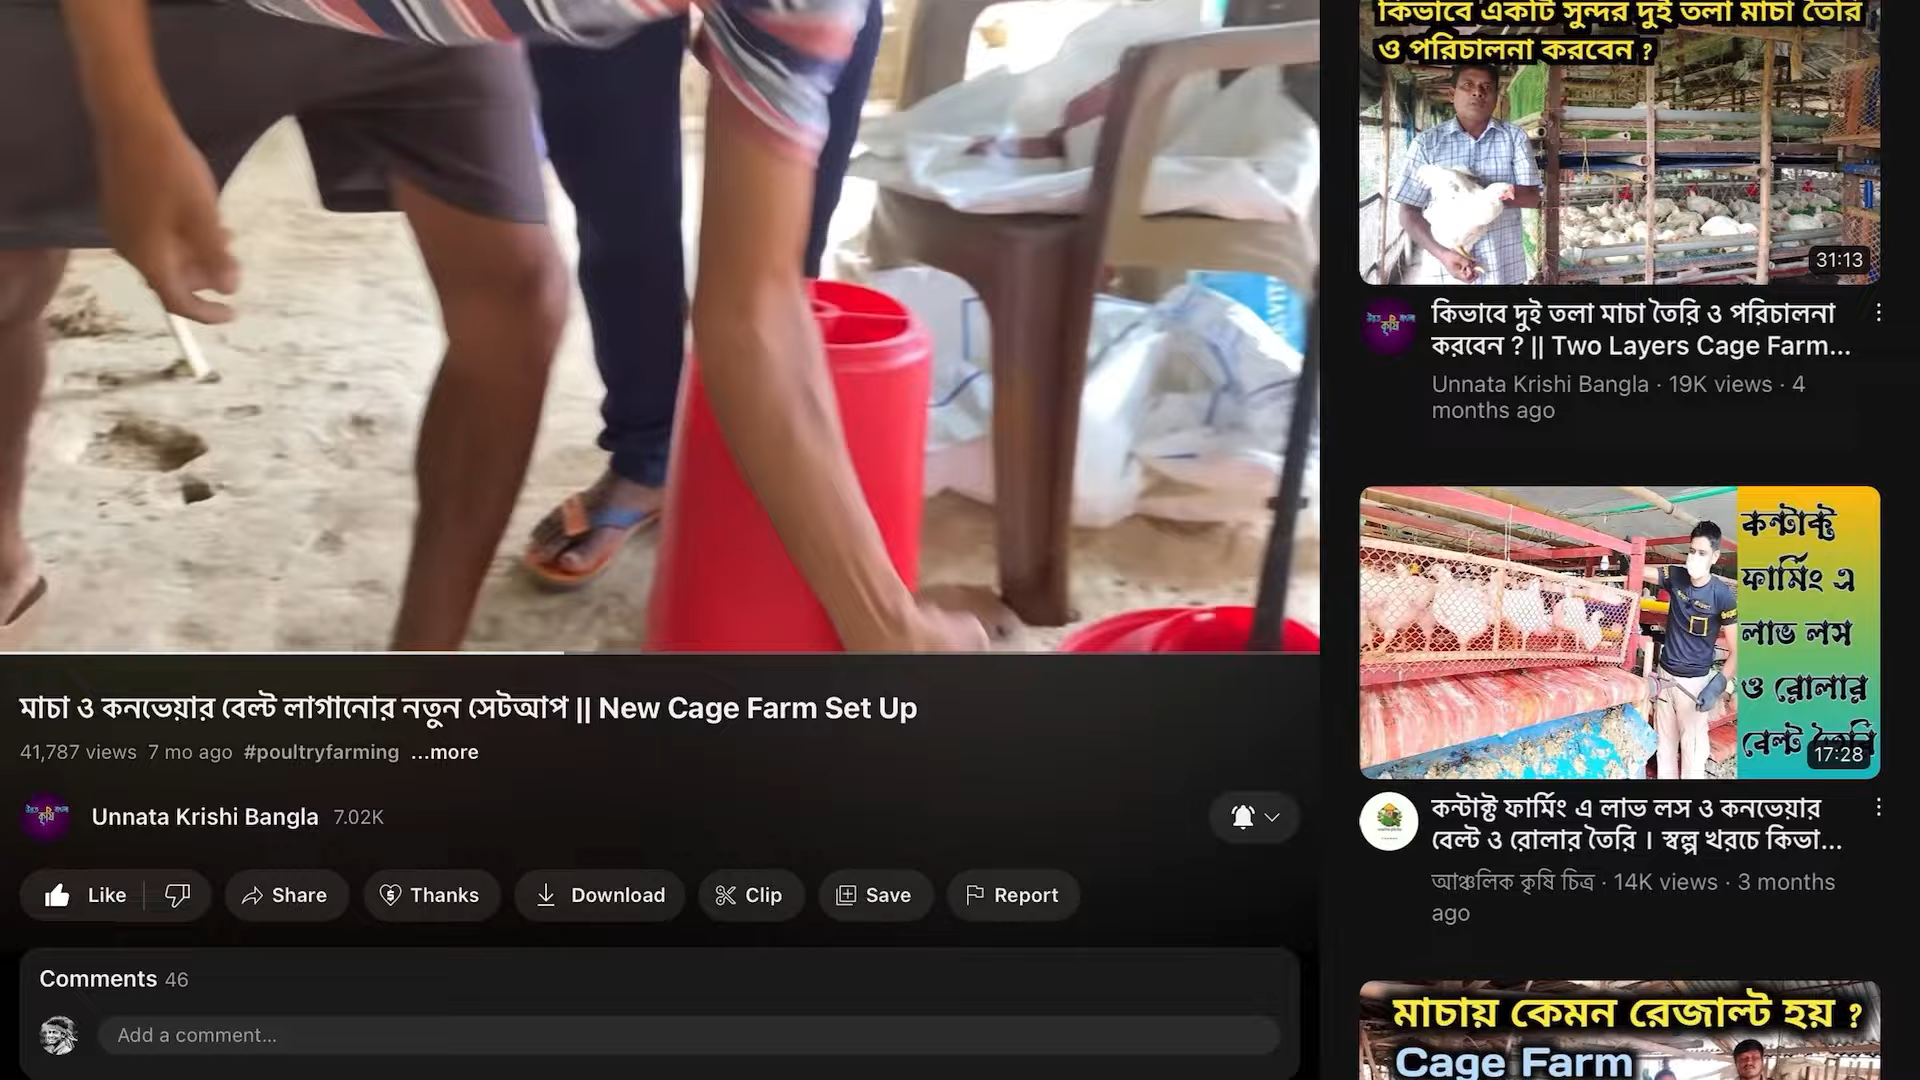 মাচা ও কনভেয়ার বেল্ট লাগানোর নতুন সেটআপ || New Cage Farm Set Up
41,787 views 7 mo ago #poultryfarming ...more
Unnata Krishi Bangla 7.02K
Like
Share
Thanks
Download
Clip
Save
Report
Comments 46
Add a comment...
কিভাবে একটি সুন্দর দুই তলা মাচা তৈরি
ও পরিচালনা করবেন ?
31:13
কিভাবে দুই তলা মাচা তৈরি ও পরিচালনা
করবেন ? || Two Layers Cage Farm...
Unnata Krishi Bangla · 19K views · 4
months ago
কন্টাক্ট
ফার্মিং এ
লাভ লস
ও রোলার
বেল্ট তৈরি
17:28
কন্টাক্ট ফার্মিং এ লাভ লস ও কনভেয়ার
বেল্ট ও রোলার তৈরি । স্বল্প খরচে কিভা...
আঞ্চলিক কৃষি চিত্র · 14K views · 3 months
ago
মাচায় কেমন রেজাল্ট হয় ?
Cage Farm